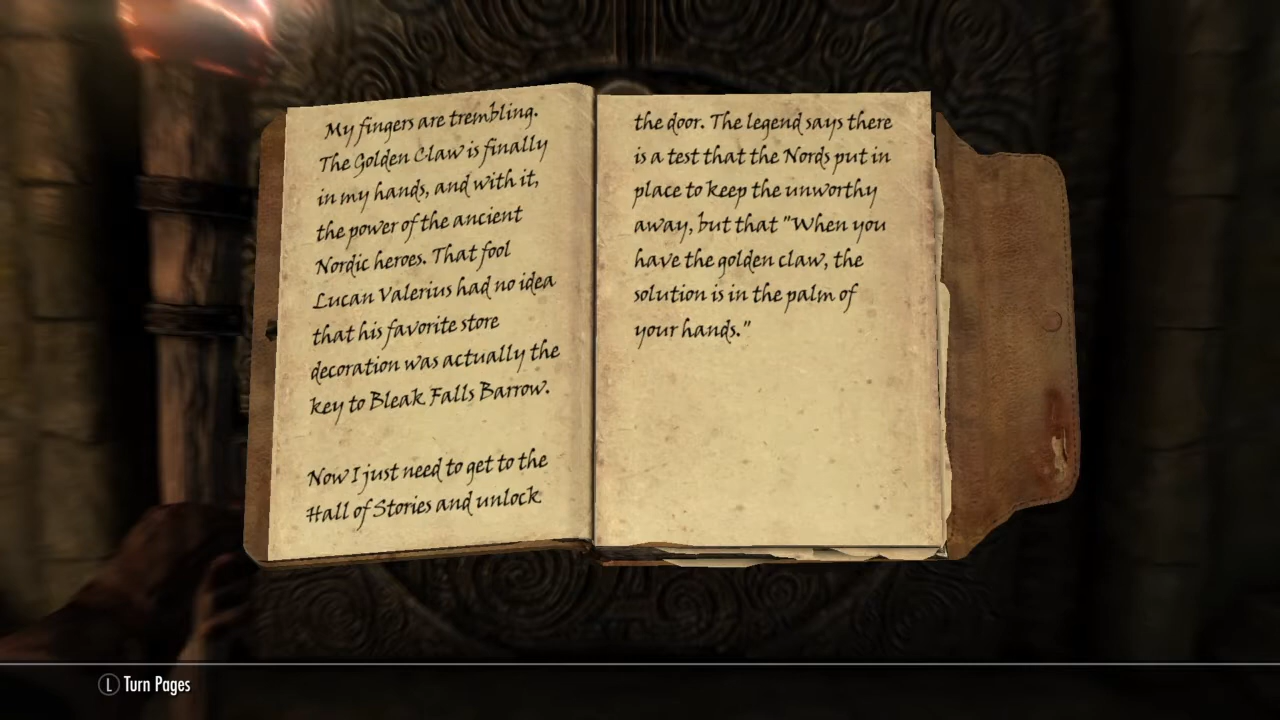 My fingers are trembling.
The Golden Claw is finally
in my hands, and with it,
the power of the ancient
Nordic heroes. That fool
Lucan Valerius had no idea
that his favorite store
decoration was actually the
key to Bleak Falls Barrow.
Now I just need to get to the
Hall of Stories and unlock
the door. The legend says there
is a test that the Nords put in
place to keep the unworthy
away, but that "When you
have the golden claw, the
solution is in the palm of
your hands."
L Turn Pages